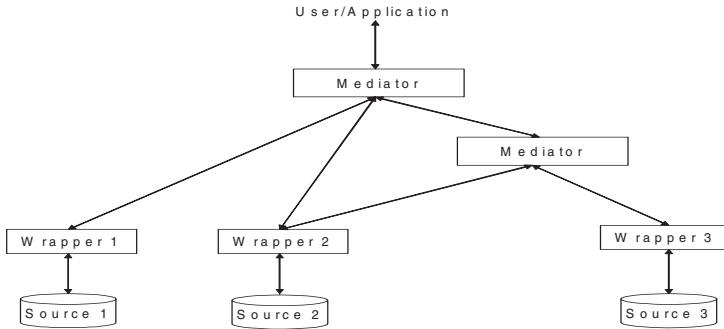 User/Application
Mediator
Mediator
Wrapper 1
Wrapper 2
Wrapper 3
Source 1
Source 2
Source 3